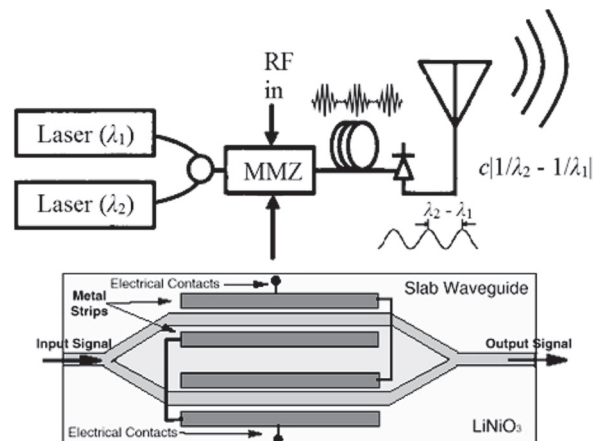 RF
in
Laser (λ₁)
MMZ
c|1/λ₂ - 1/λ₁|
Laser (λ₂)
λ₂ - λ₁
Electrical Contacts
Slab Waveguide
Metal
Strips
Input Signal
Output Signal
Electrical Contacts
LiNiO₃